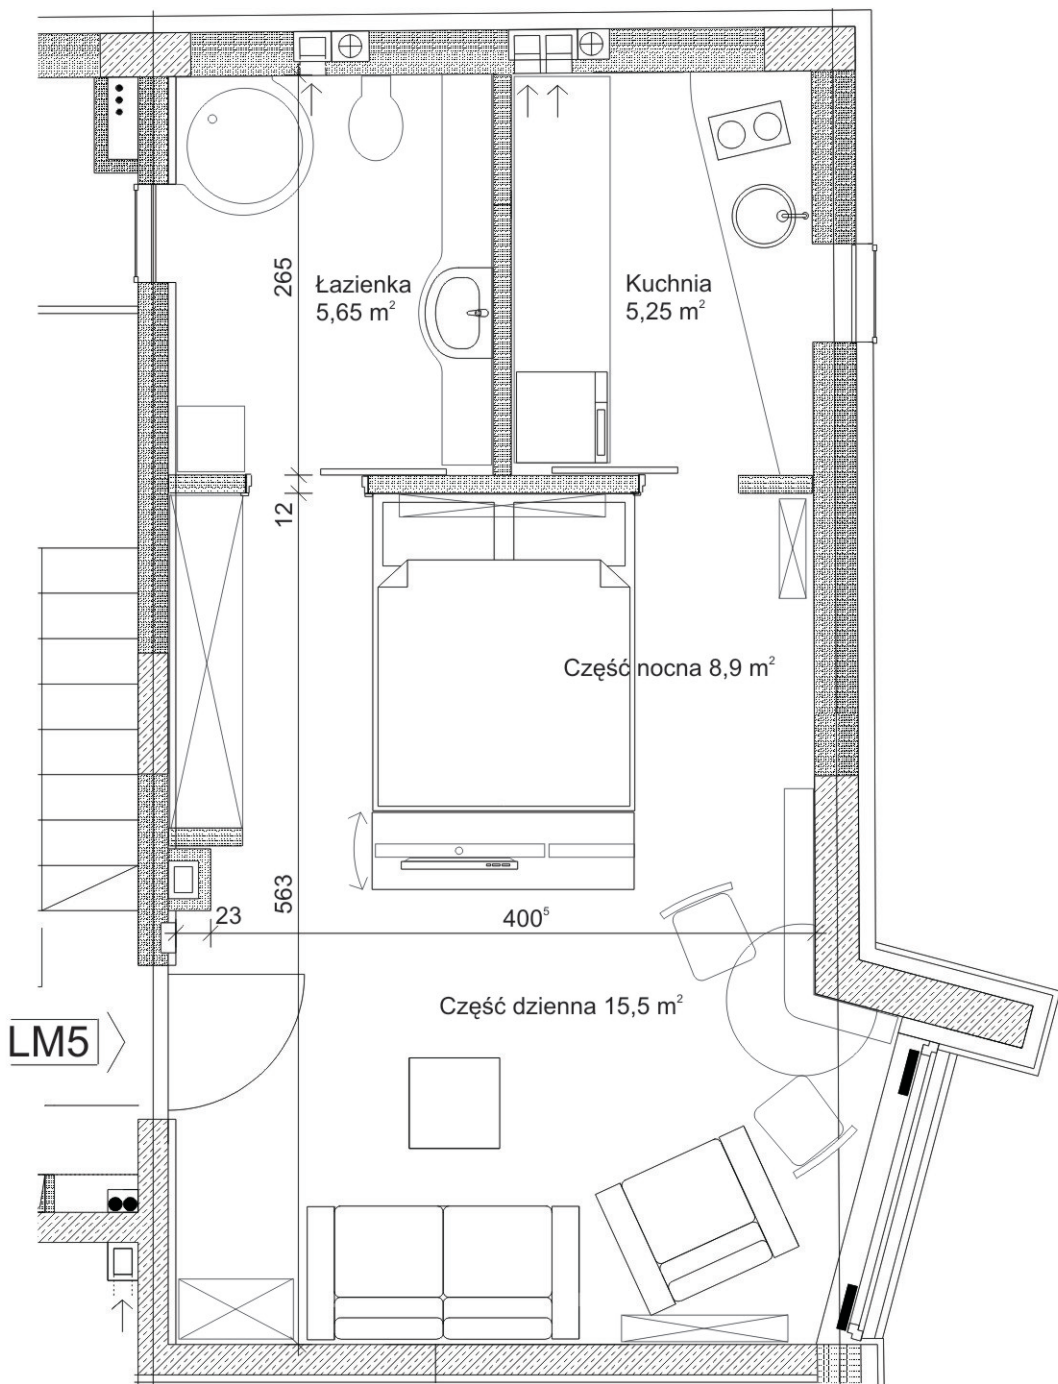 265
Łazienka
5,65 m²
Kuchnia
5,25 m²
12
Część nocna 8,9 m²
563
23
400⁵
Część dzienna 15,5 m²
LM5